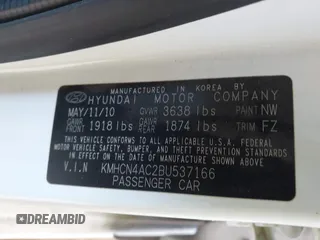 MANUFACTURED IN KOREA BY
HYUNDAI MOTOR COMPANY
MAY/11/10 GVWR 3638 lbs PAINT NW
GAWR FRONT 1918 lbs GAWR REAR 1874 lbs TRIM FZ
THIS VEHICLE CONFORMS TO ALL APPLICABLE U.S.
FEDERAL MOTOR VEHICLE SAFETY, BUMPER, AND
THEFT PREVENTION STANDARDS IN EFFECT ON THE
DATE OF MANUFACTURE SHOWN ABOVE.
V.I.N KMHCN4AC2BU537166
PASSENGER CAR
DREAMBID
DREAMBID.COM